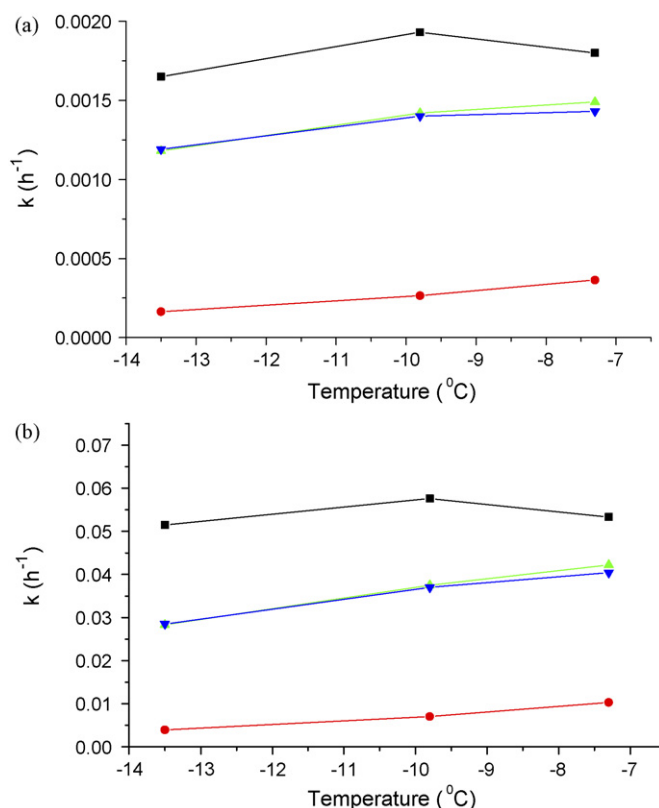 (a)
0.0020
0.0015
0.0010
0.0005
0.0000
k (h⁻¹)
-14 -13 -12 -11 -10 -9 -8 -7
Temperature (⁰C)
(b)
0.07
0.06
0.05
0.04
0.03
0.02
0.01
0.00
k (h⁻¹)
-14 -13 -12 -11 -10 -9 -8 -7
Temperature (⁰C)